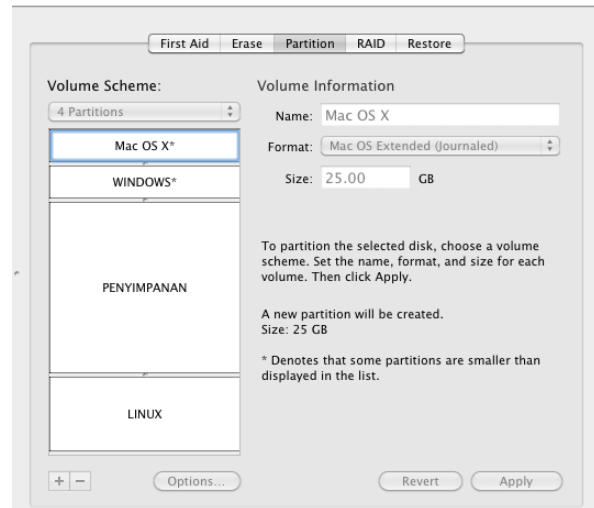 First Aid Erase Partition RAID Restore
Volume Scheme:
4 Partitions
Mac OS X*
WINDOWS*
PENYIMPANAN
LINUX
+ − Options...
Volume Information
Name: Mac OS X
Format: Mac OS Extended (Journaled)
Size: 25.00 GB
To partition the selected disk, choose a volume
scheme. Set the name, format, and size for each
volume. Then click Apply.
A new partition will be created.
Size: 25 GB
* Denotes that some partitions are smaller than
displayed in the list.
Revert Apply